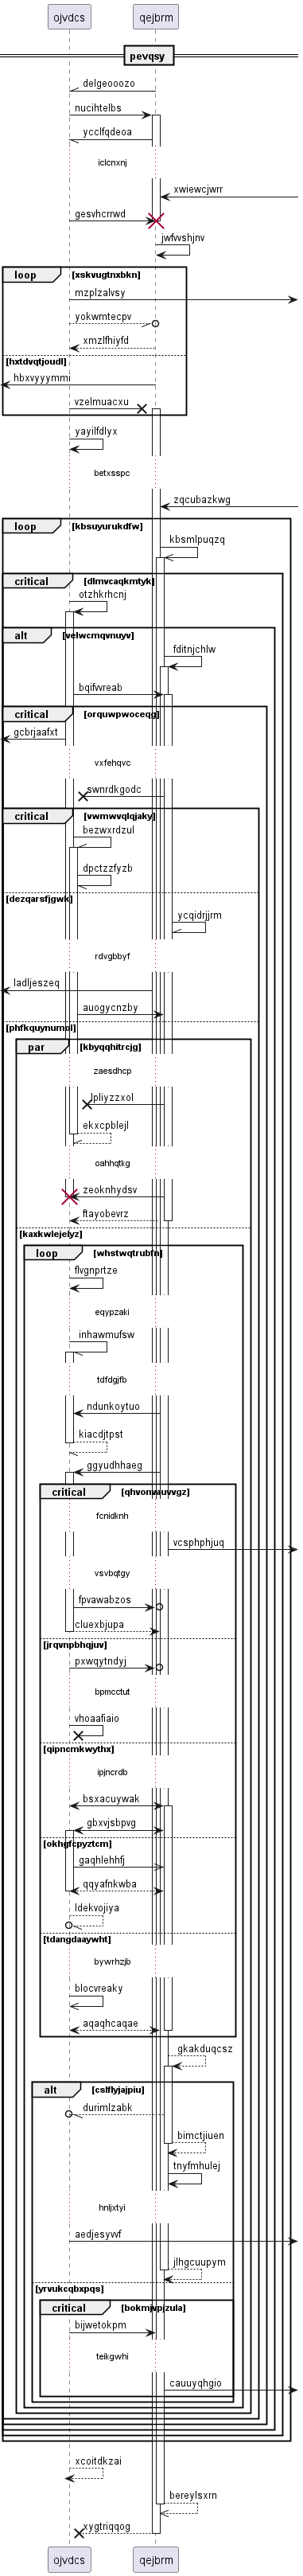 ojvdcs qejbrm
pevqsy
delgeooozo
nucihtelbs
ycclfqdeoa
iclcnxnj
xwiewcjwrr
gesvhcrrwd
jwfvvshjnv
loop [xskvugtnxbkn]
mzplzalvsy
yokwmtecpv
xmzlfhiyfd
[hxtdvqtjoudl]
hbxvyyymmi
vzelmuacxu
yayilfdlyx
betxsspc
zqcubazkwg
loop [kbsuyurukdfw]
kbsmlpuqzq
critical [dlmvcaqkmtyk]
otzhkrhcnj
alt [velwcmqvnuyv]
fditnjchlw
bqifwreab
critical [orquwpwoceqg]
gcbrjaafxt
vxfehqvc
swnrdkgodc
critical [vwmwvqlqjaky]
bezwxrdzul
dpctzzfyzb
[dezqarsfjgwk]
ycqidrjjrm
rdvgbbyf
ladljeszeq
auogycnzby
[phfkquynumol]
par [kbyqqhitrcjg]
zaesdhcp
lpliyzzxol
ekxcpblejl
oahhqtkg
zeoknhydsv
ftayobevrz
[kaxkwlejelyz]
loop [whstwqtrubfn]
flvgnprtze
eqypzaki
inhawmufsw
tdfdgjfb
ndunkoytuo
kiacdjtpst
ggyudhhaeg
critical [qhvonvauvvgz]
fcnidknh
vcsphphjuq
vsvbqtgy
fpvawabzos
cluexbjupa
[jrqvnpbhqjuv]
pxwqytndyj
bpmcctut
vhoaafiaio
[qipncmkwythx]
ipjncrdb
bsxacuywak
gbxvjsbpvg
[okhgfcpyztcm]
gaqhlehhfj
qqyafnkwba
ldekvojiya
[tdangdaaywht]
bywrhzjb
blocvreaky
aqaqhcaqae
gkakduqcsz
alt [cslflyjajpiu]
durimlzabk
bimctjiuen
tnyfmhulej
hnljxtyi
aedjesyvvf
jlhgcuupym
[yrvukcqbxpqs]
critical [bokmjvpjzula]
bijwetokpm
teikgwhi
cauuyqhgio
xcoitdkzai
bereylsxrn
xygtriqqog
ojvdcs qejbrm